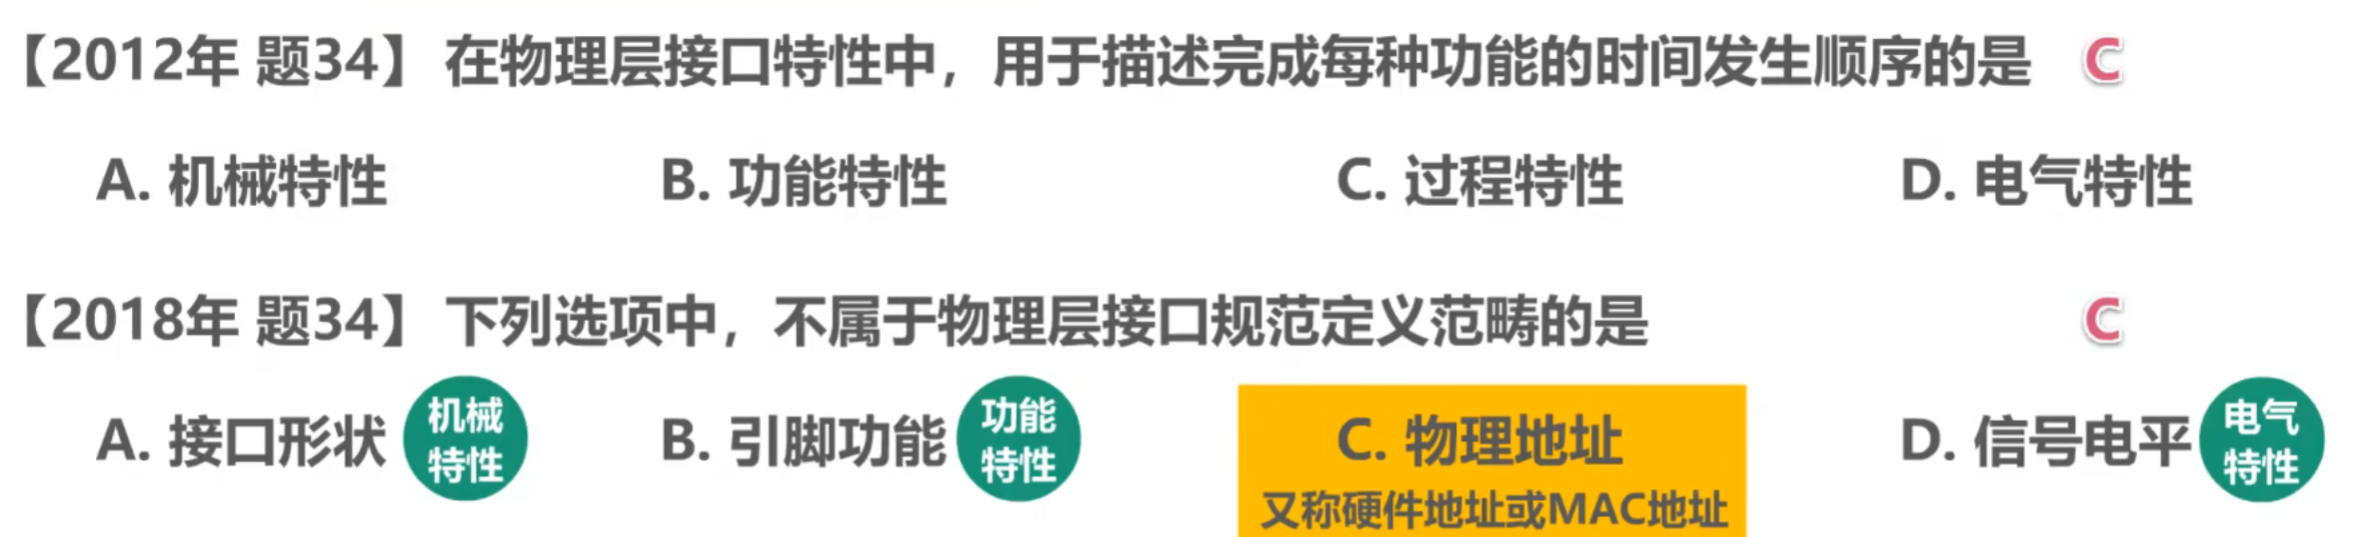 【2012年 题34】 在物理层接口特性中，用于描述完成每种功能的时间发生顺序的是 C
A. 机械特性 B. 功能特性 C. 过程特性 D. 电气特性
【2018年 题34】 下列选项中，不属于物理层接口规范定义范畴的是 C
A. 接口形状 机械特性 B. 引脚功能 功能特性 C. 物理地址 D. 信号电平 电气特性
又称硬件地址或MAC地址